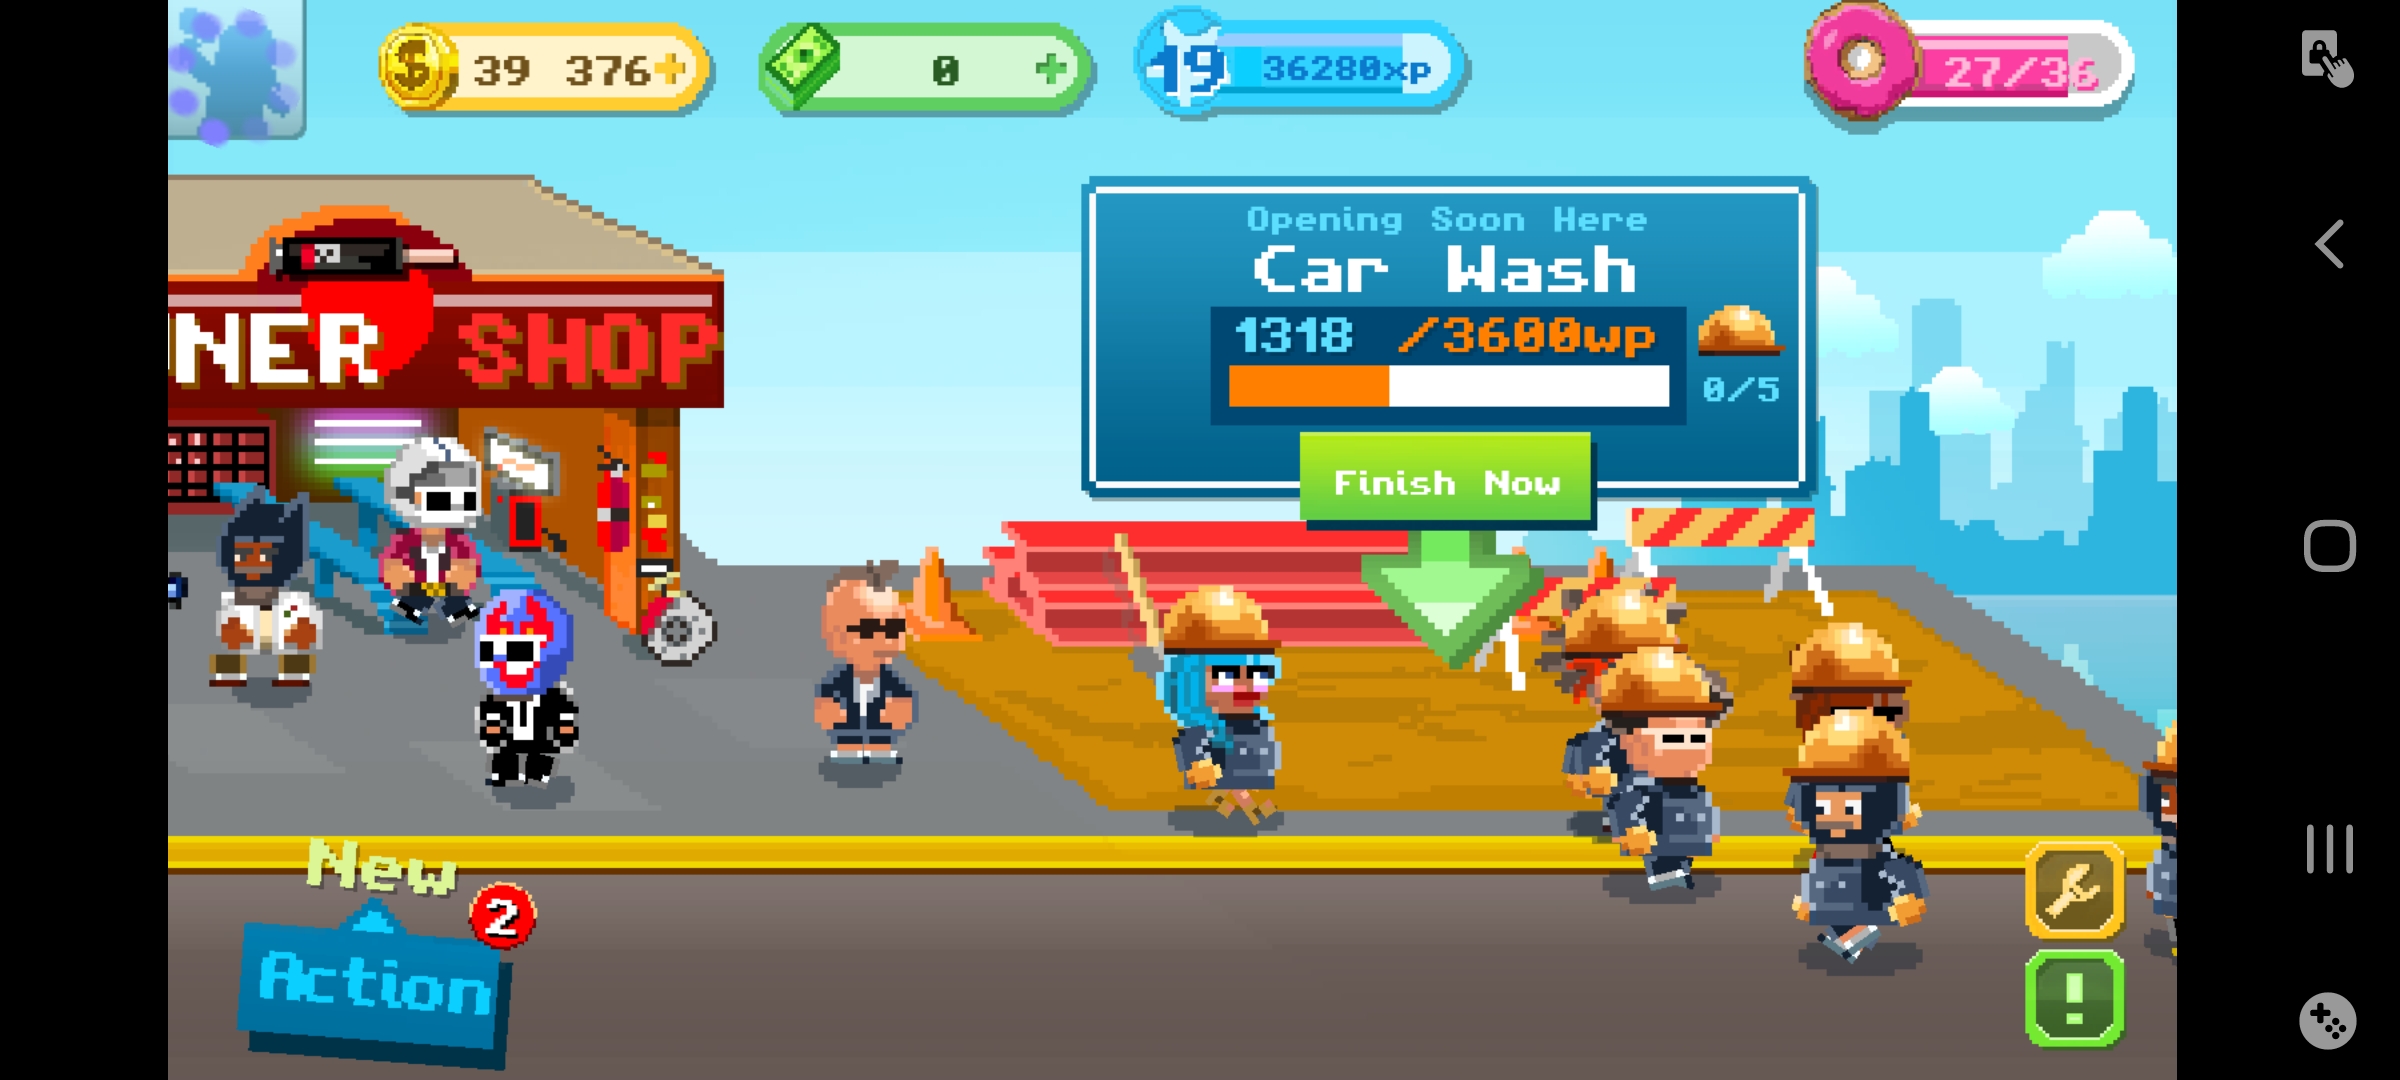 39 376
0
19
36280xp
27/36
Opening Soon Here
Car Wash
1318 /3600wp
0/5
NER SHOP
Finish Now
New
2
Action